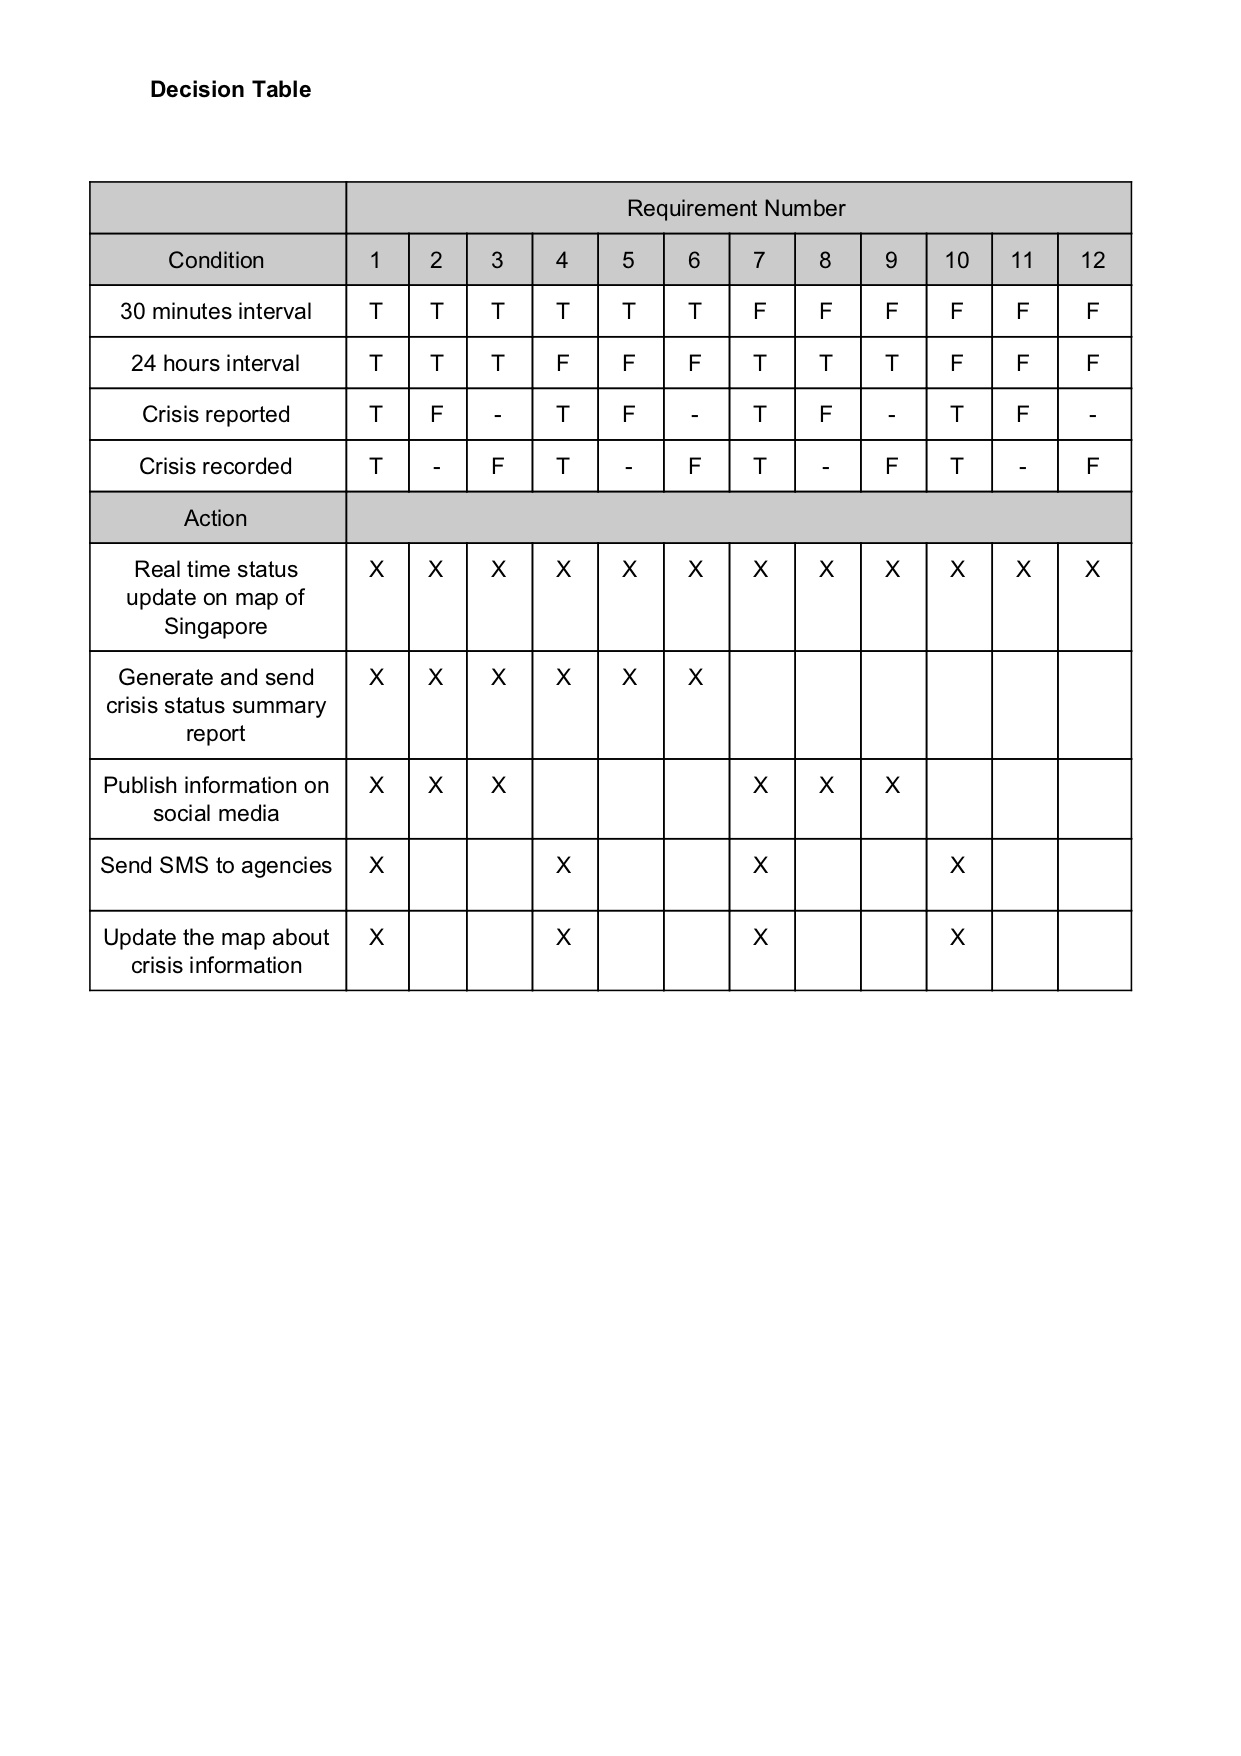 Decision Table
Requirement Number
Condition 1 2 3 4 5 6 7 8 9 10 11 12
30 minutes interval T T T T T T F F F F F F
24 hours interval T T T F F F T T T F F F
Crisis reported T F - T F - T F - T F -
Crisis recorded T - F T - F T - F T - F
Action
Real time status X X X X X X X X X X X X
update on map of
Singapore
Generate and send X X X X X X
crisis status summary
report
Publish information on X X X X X X
social media
Send SMS to agencies X X X X
Update the map about X X X X
crisis information